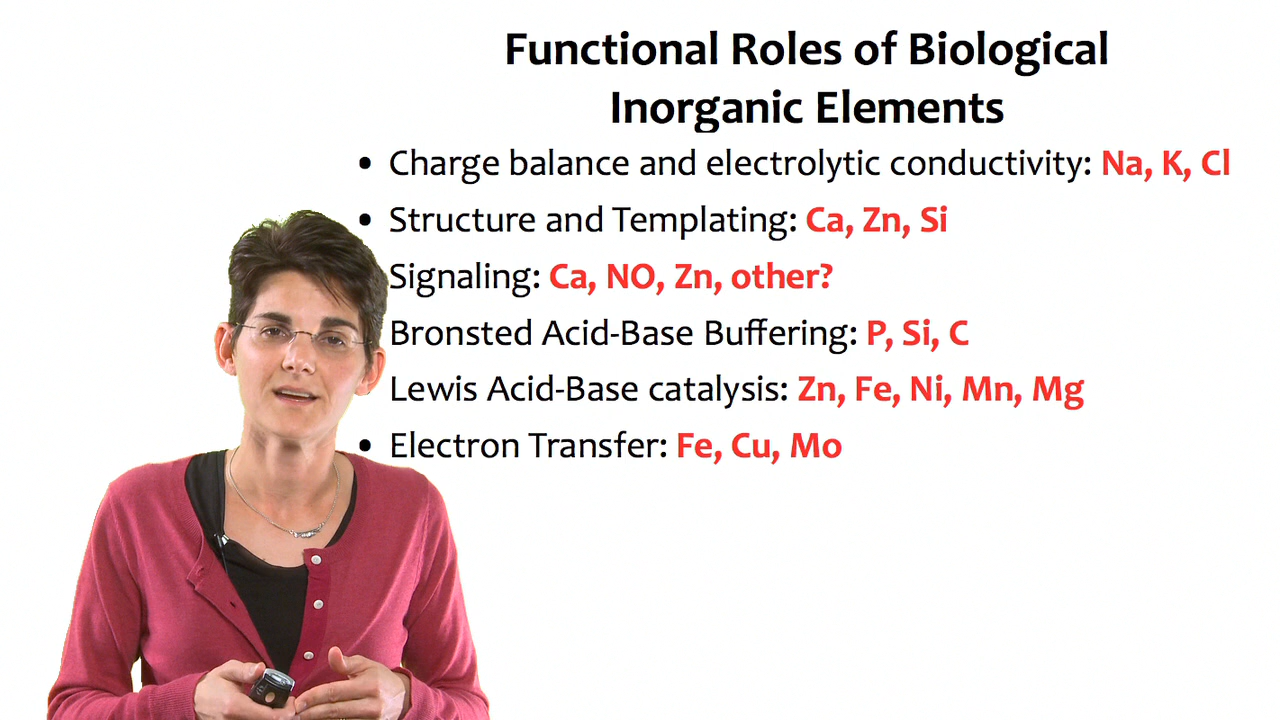 Functional Roles of Biological
Inorganic Elements
• Charge balance and electrolytic conductivity: Na, K, Cl
• Structure and Templating: Ca, Zn, Si
Signaling: Ca, NO, Zn, other?
Bronsted Acid-Base Buffering: P, Si, C
Lewis Acid-Base catalysis: Zn, Fe, Ni, Mn, Mg
• Electron Transfer: Fe, Cu, Mo